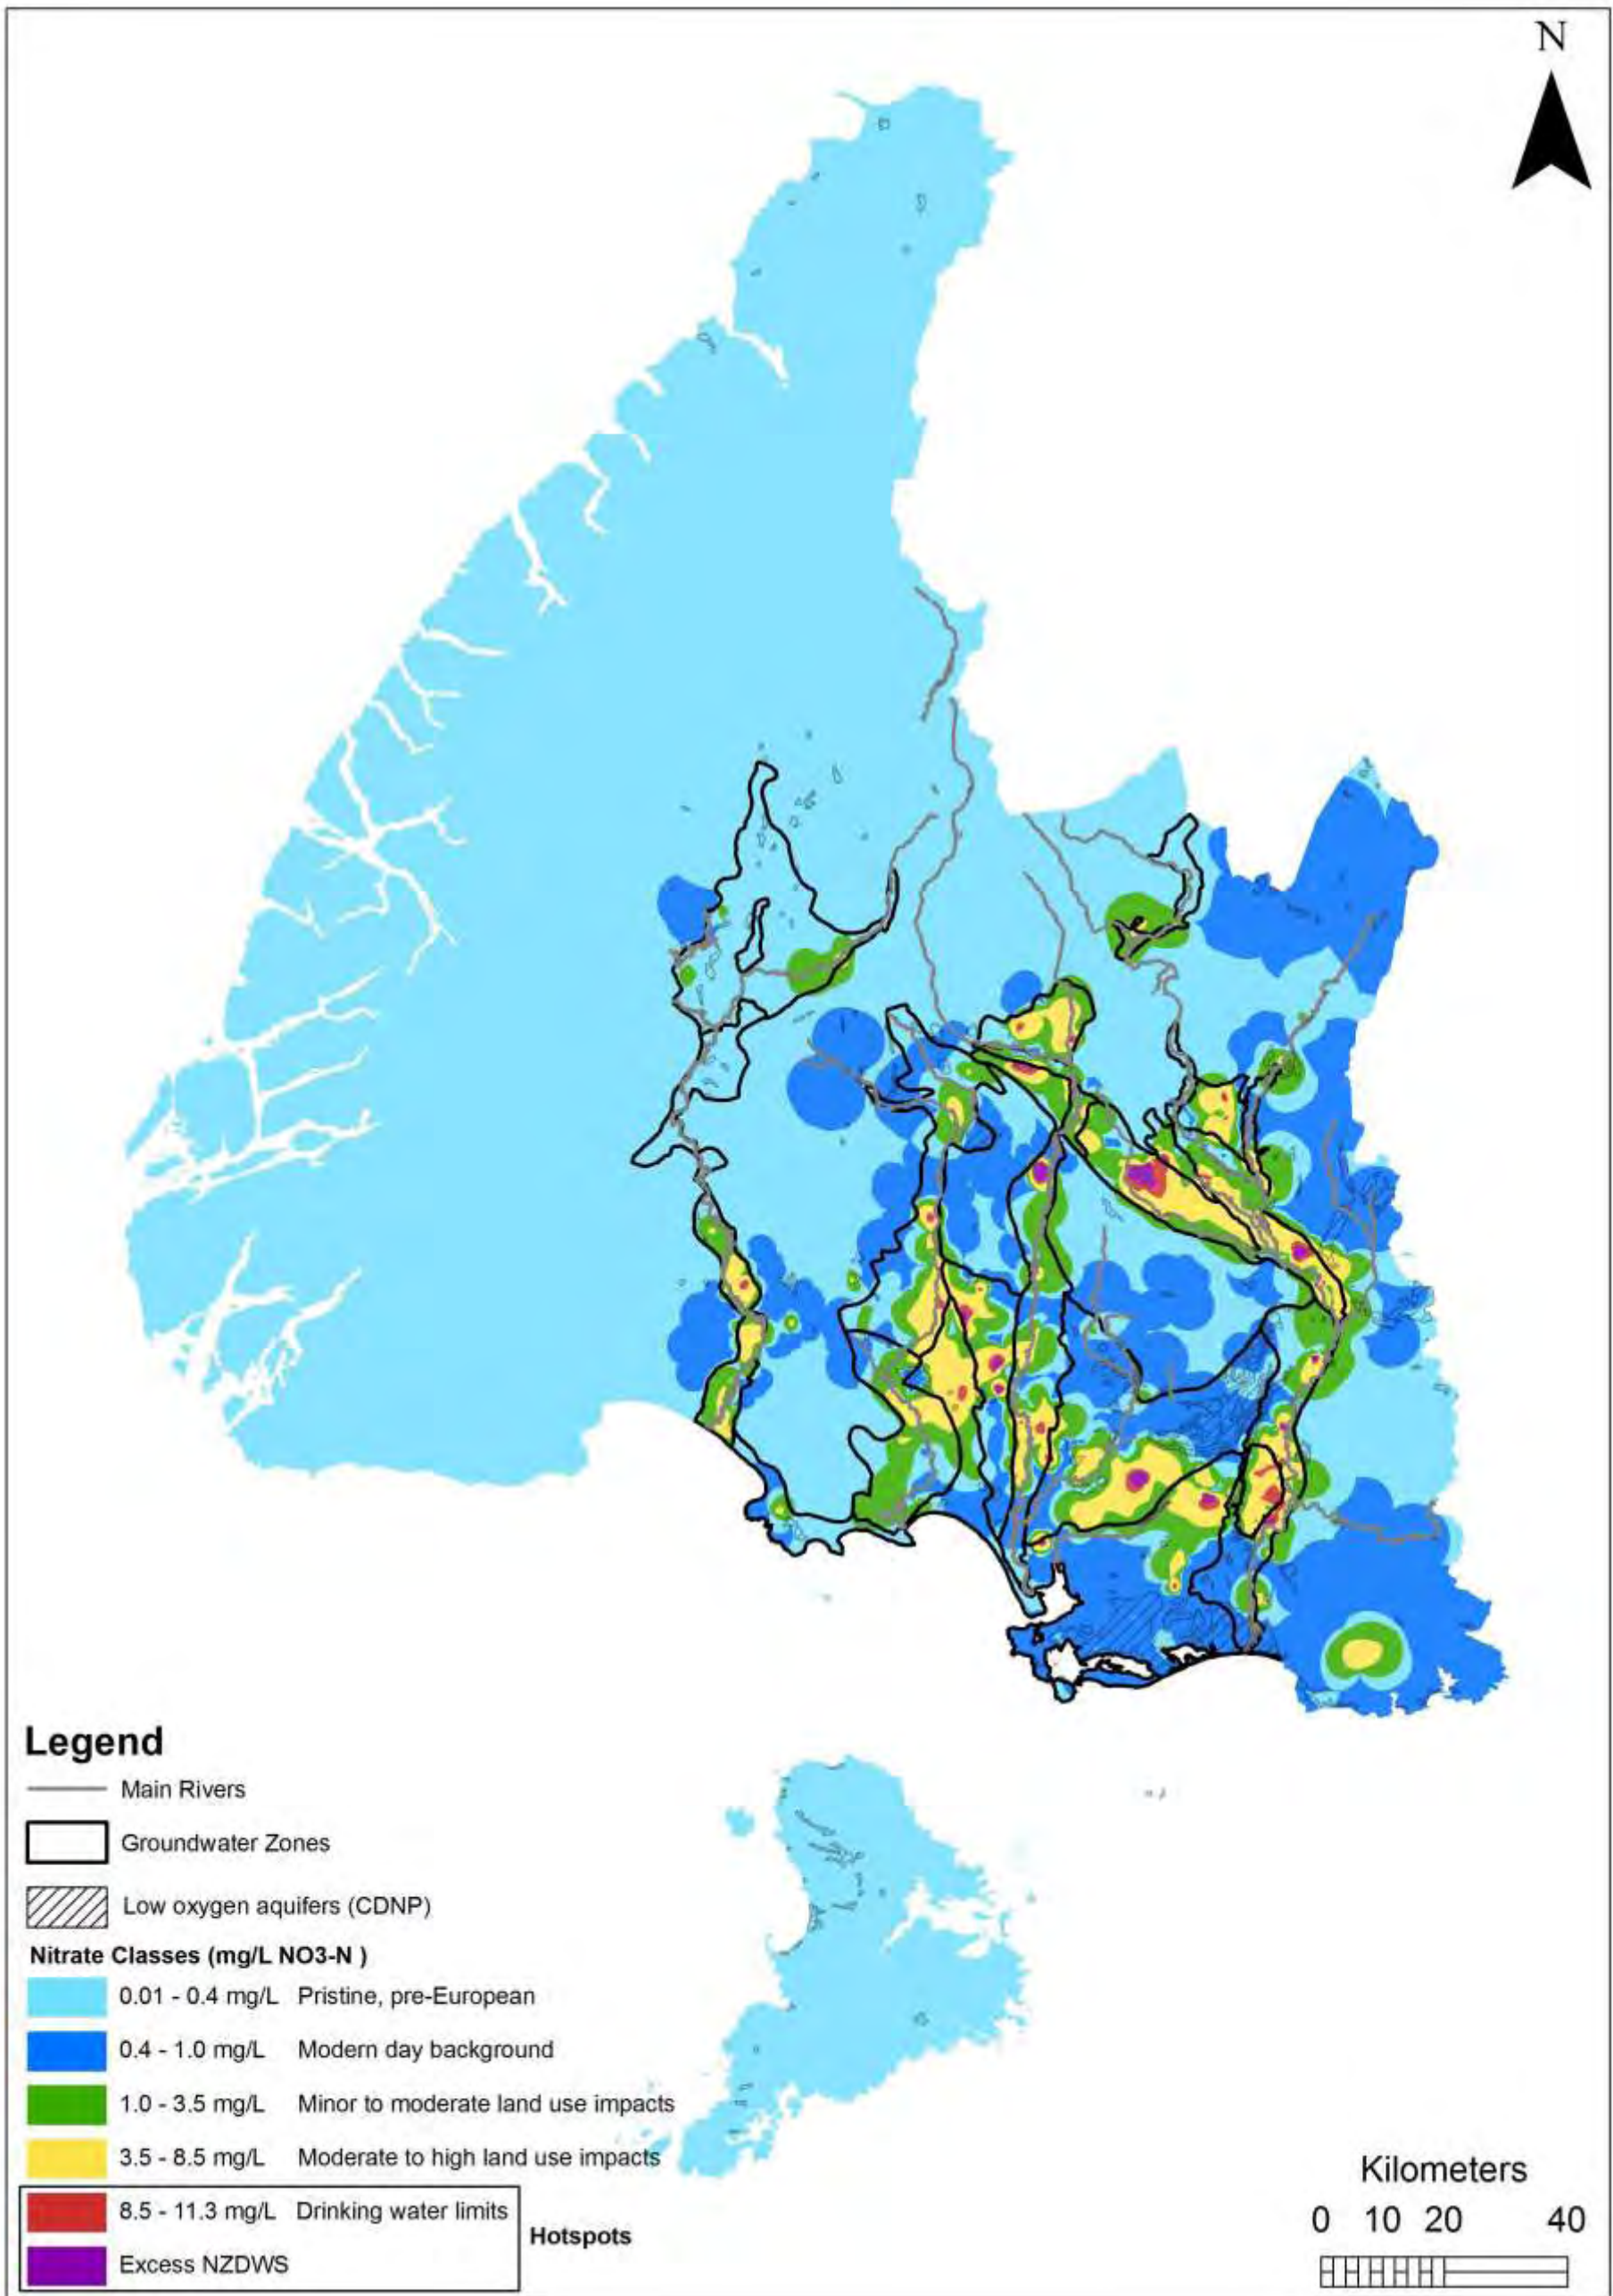 N
Legend
Main Rivers
Groundwater Zones
Low oxygen aquifers (CDNP)
Nitrate Classes (mg/L NO3-N )
0.01 - 0.4 mg/L Pristine, pre-European
0.4 - 1.0 mg/L Modern day background
1.0 - 3.5 mg/L Minor to moderate land use impacts
3.5 - 8.5 mg/L Moderate to high land use impacts
8.5 - 11.3 mg/L Drinking water limits
Excess NZDWS
Hotspots
Kilometers
0 10 20 40